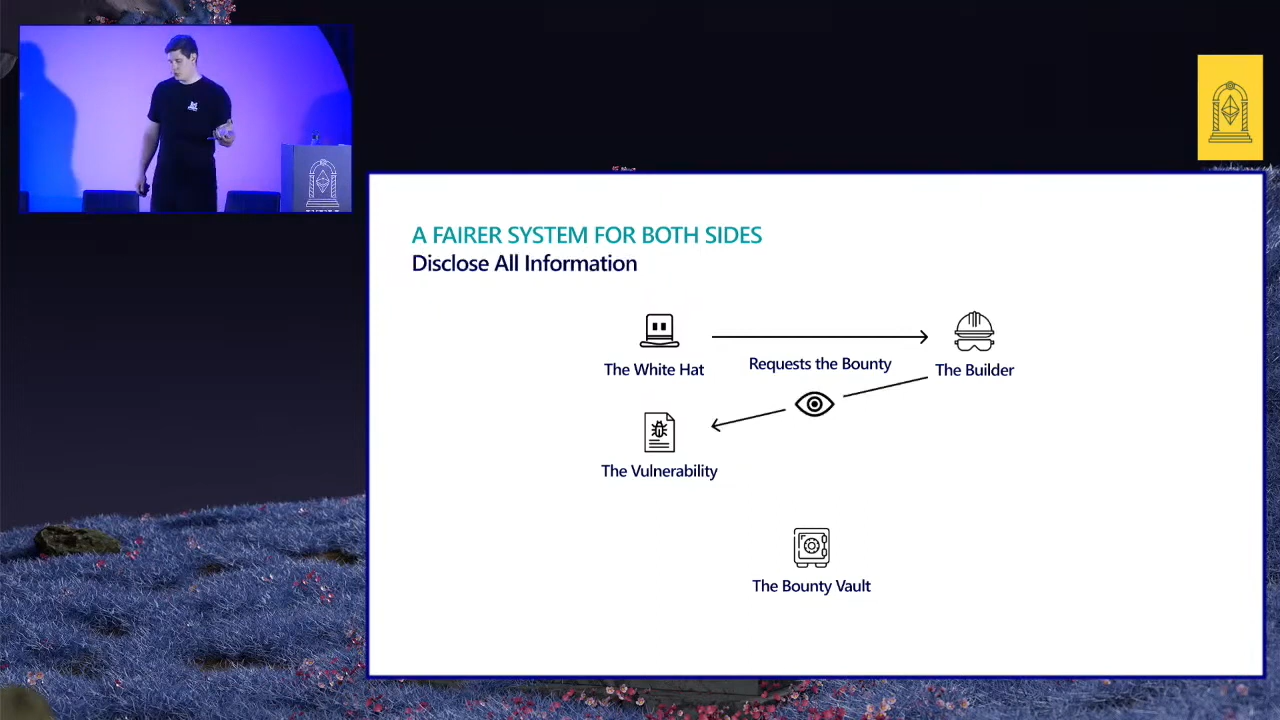 A FAIRER SYSTEM FOR BOTH SIDES
Disclose All Information
The White Hat
Requests the Bounty
The Builder
The Vulnerability
The Bounty Vault